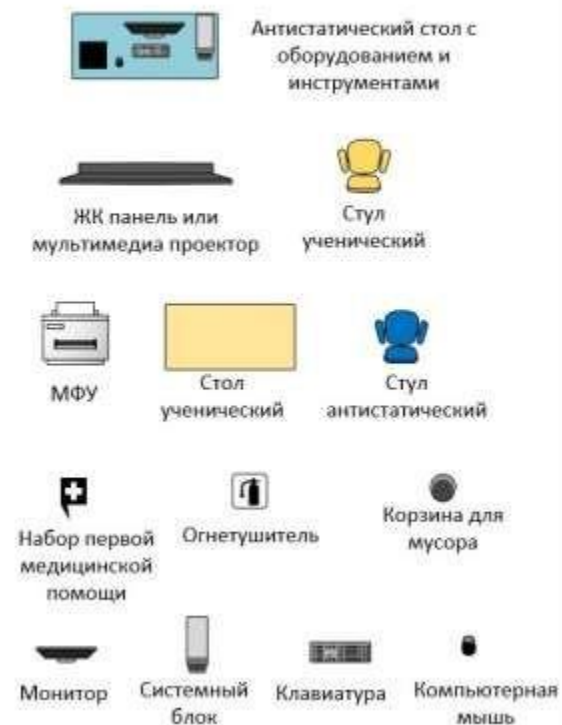 Антистатический стол с
оборудованием и
инструментами
ЖК панель или
мультимедиа проектор
Стул
ученический
МФУ
Стол
ученический
Стул
антистатический
Набор первой
медицинской
помощи
Огнетушитель
Корзина для
мусора
Монитор
Системный
блок
Клавиатура
Компьютерная
мышь